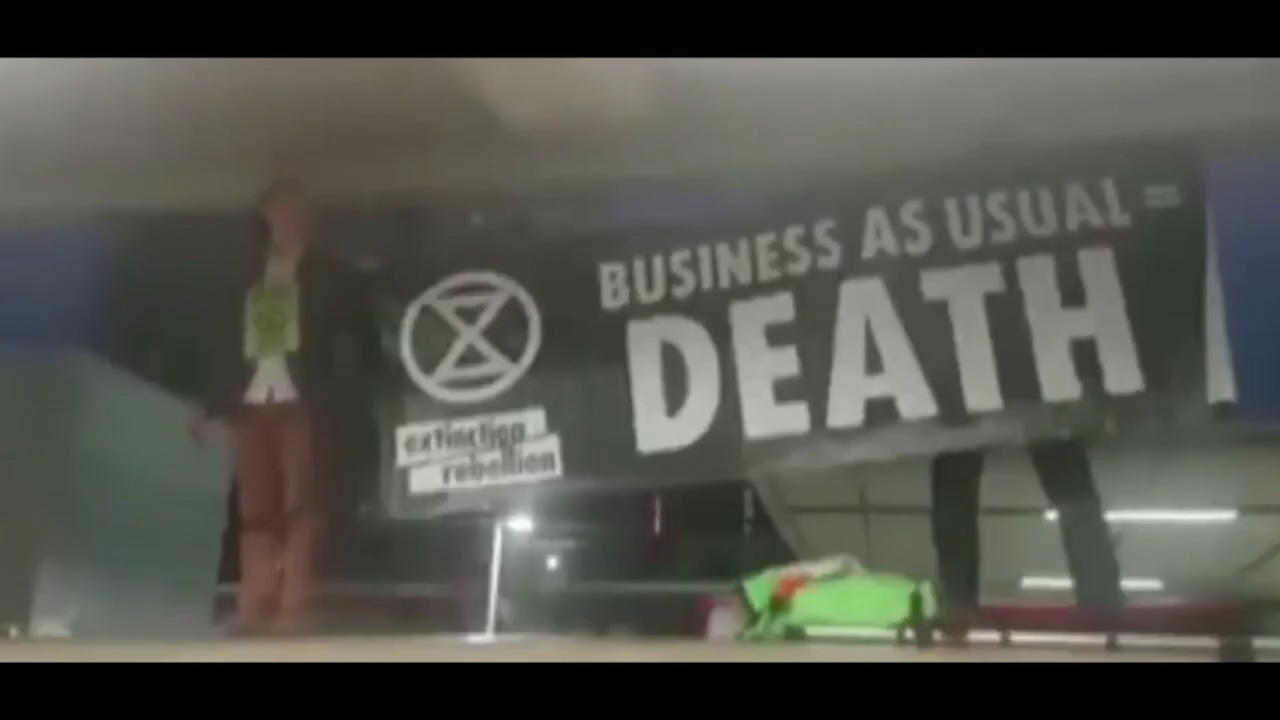 BUSINESS AS USUAL =
DEATH
extinction
rebellion